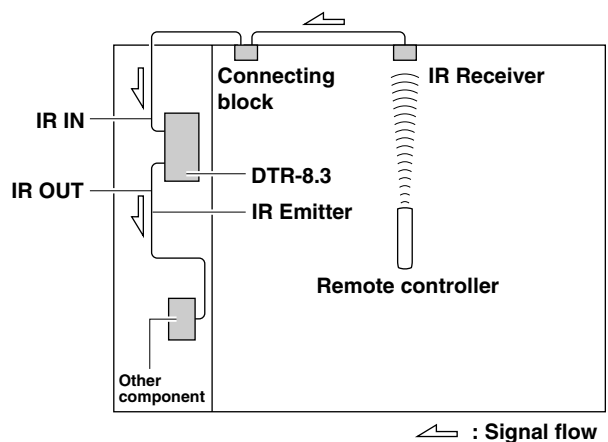 Connecting
block
IR Receiver
IR IN
DTR-8.3
IR OUT
IR Emitter
Remote controller
Other
component
: Signal flow